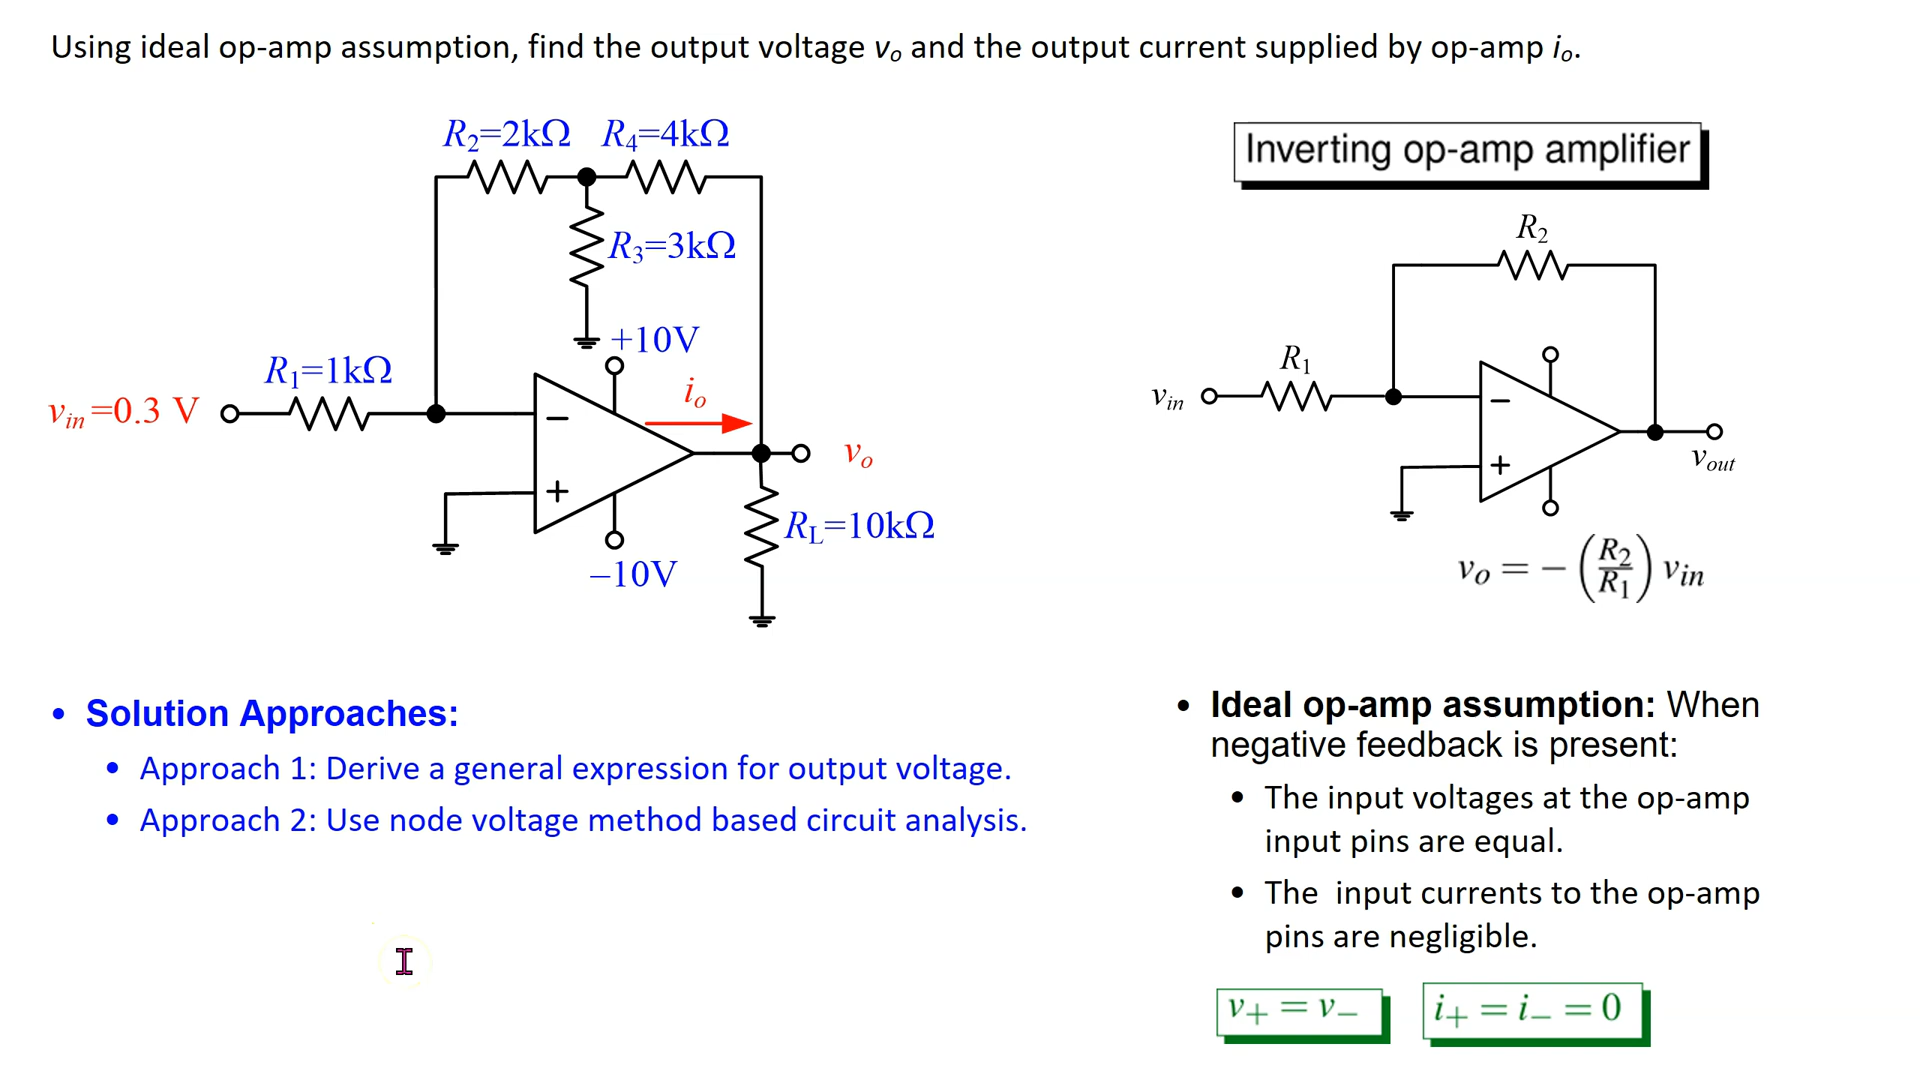 Using ideal op-amp assumption, find the output voltage vₒ and the output current supplied by op-amp iₒ.
R₂=2kΩ R₄=4kΩ
R₃=3kΩ
+10V
R₁=1kΩ
iₒ
vᵢₙ=0.3 V
−
+
vₒ
R_L=10kΩ
−10V
Inverting op-amp amplifier
R₂
R₁
vᵢₙ
−
+
v_out
vₒ = −(R₂/R₁) vᵢₙ
• Solution Approaches:
• Approach 1: Derive a general expression for output voltage.
• Approach 2: Use node voltage method based circuit analysis.
• Ideal op-amp assumption: When
negative feedback is present:
• The input voltages at the op-amp
input pins are equal.
• The input currents to the op-amp
pins are negligible.
v₊ = v₋
i₊ = i₋ = 0